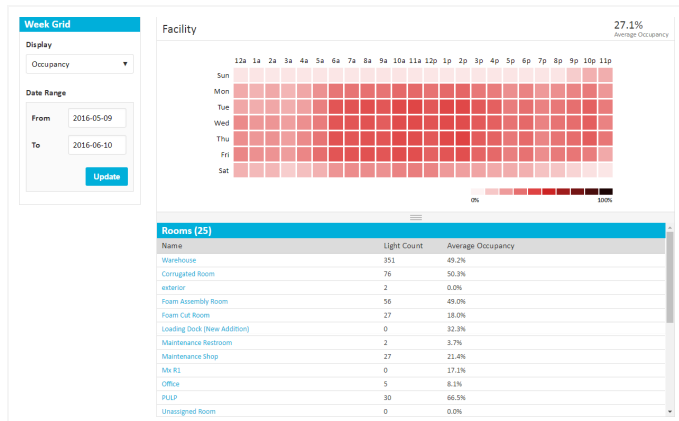 Week Grid
Display
Occupancy
Date Range
From 2016-05-09
To 2016-06-10
Update
Facility
27.1%
Average Occupancy
12a 1a 2a 3a 4a 5a 6a 7a 8a 9a 10a 11a 12p 1p 2p 3p 4p 5p 6p 7p 8p 9p 10p 11p
Sun
Mon
Tue
Wed
Thu
Fri
Sat
0% 100%
Rooms (25)
Name Light Count Average Occupancy
Warehouse 351 49.2%
Corrugated Room 76 50.3%
exterior 2 0.0%
Foam Assembly Room 56 49.0%
Foam Cut Room 27 18.0%
Loading Dock (New Addition) 0 32.3%
Maintenance Restroom 2 3.7%
Maintenance Shop 27 21.4%
Mx R1 0 17.1%
Office 5 8.1%
PULP 30 66.5%
Unassigned Room 0 0.0%